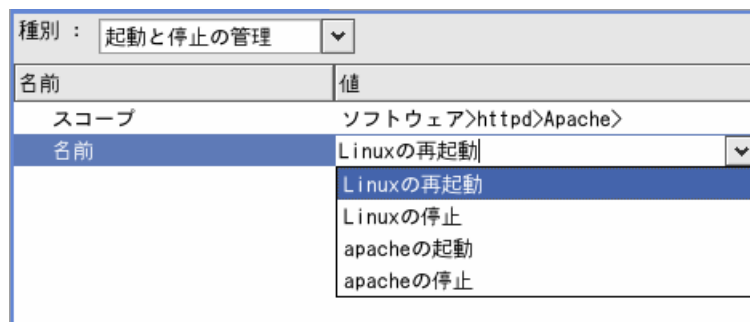 種別 ： 起動と停止の管理
名前 値
スコープ ソフトウェア>httpd>Apache>
名前 Linuxの再起動
Linuxの再起動
Linuxの停止
apacheの起動
apacheの停止